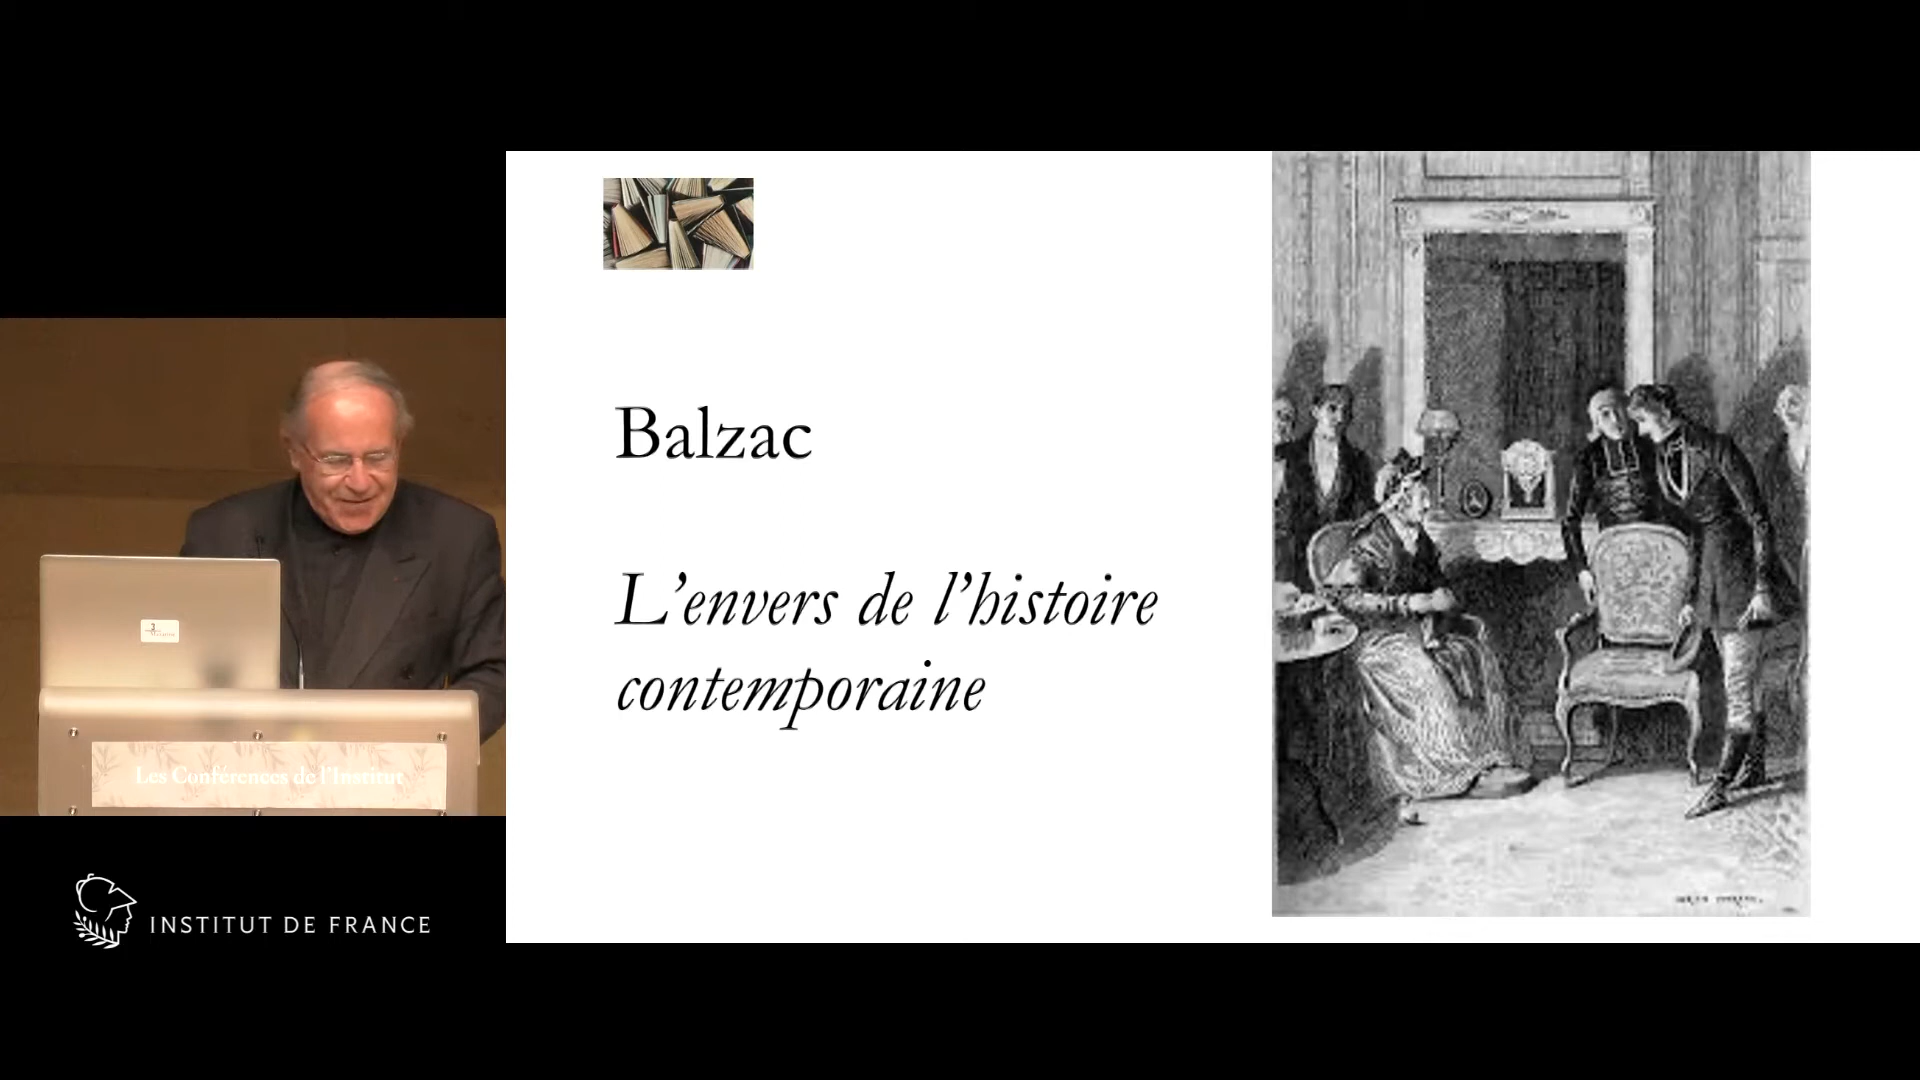 Balzac
L'envers de l'histoire
contemporaine
Les Conférences de l'Institut
INSTITUT DE FRANCE